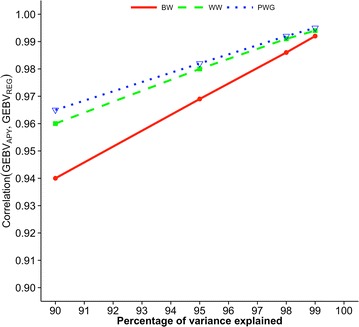 BW WW PWG
1.00
0.99
0.98
0.97
0.96
0.95
0.94
0.93
0.92
0.91
0.90
Correlation(GEBV_APY, GEBV_REG)
90 91 92 93 94 95 96 97 98 99 100
Percentage of variance explained